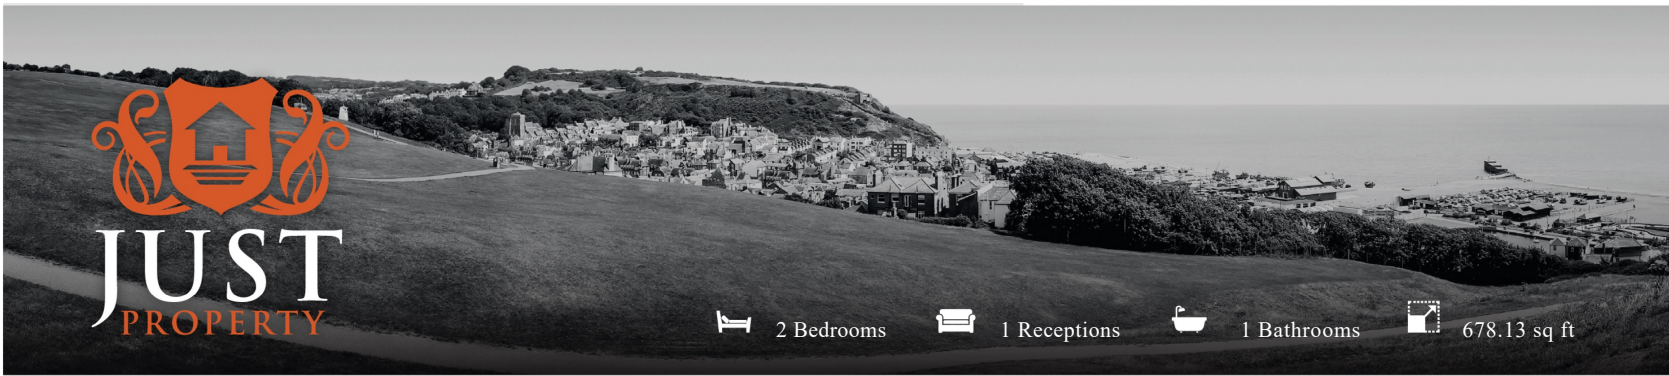 JUST
PROPERTY
2 Bedrooms
1 Receptions
1 Bathrooms
678.13 sq ft